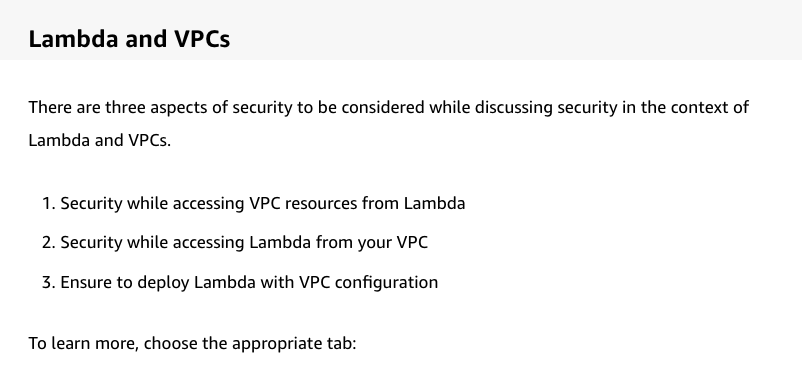 Lambda and VPCs
There are three aspects of security to be considered while discussing security in the context of
Lambda and VPCs.
1. Security while accessing VPC resources from Lambda
2. Security while accessing Lambda from your VPC
3. Ensure to deploy Lambda with VPC configuration
To learn more, choose the appropriate tab: